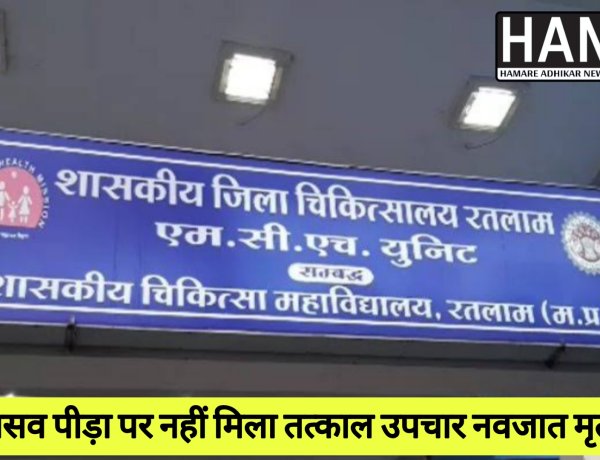 HAN
HAMARE ADHIKAR NEW
HEALTH MISSION
शासकीय जिला चिकित्सालय रतलाम
एम.सी.एच. युनिट
सम्बद्ध
शासकीय चिकित्सा महाविद्यालय, रतलाम (म.प्र
सव पीड़ा पर नहीं मिला तत्काल उपचार नवजात मृ